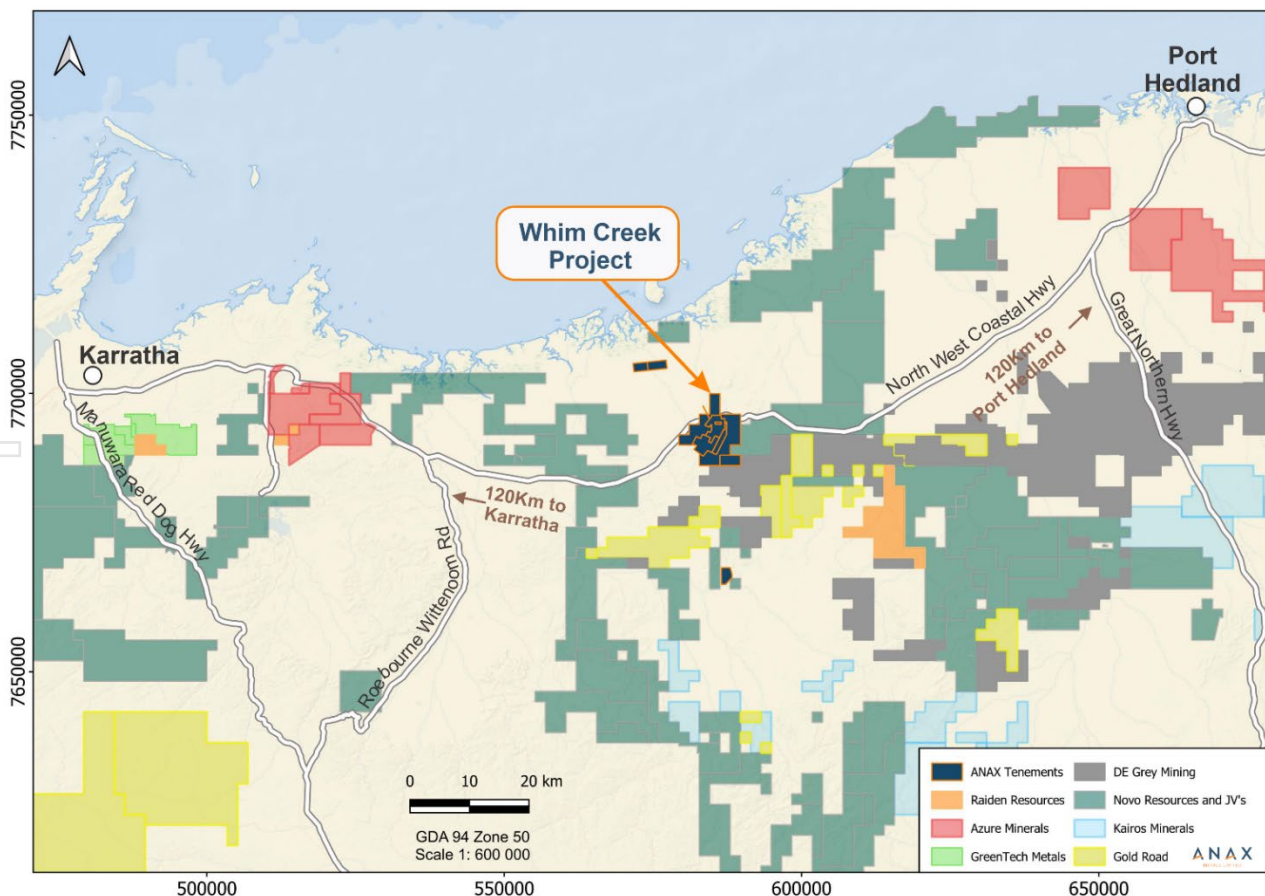 Port
Hedland
7750000
Whim Creek
Project
North West Coastal Hwy
120Km to
Port Hedland
Great Northern Hwy
Karratha
7700000
Manuwara Red Dog Hwy
120Km to
Karratha
Roebourne Wittenoom Rd
7650000
0 10 20 km
GDA 94 Zone 50
Scale 1: 600 000
ANAX Tenements
DE Grey Mining
Raiden Resources
Novo Resources and JV's
Azure Minerals
Kairos Minerals
GreenTech Metals
Gold Road
ANAX
500000
550000
600000
650000